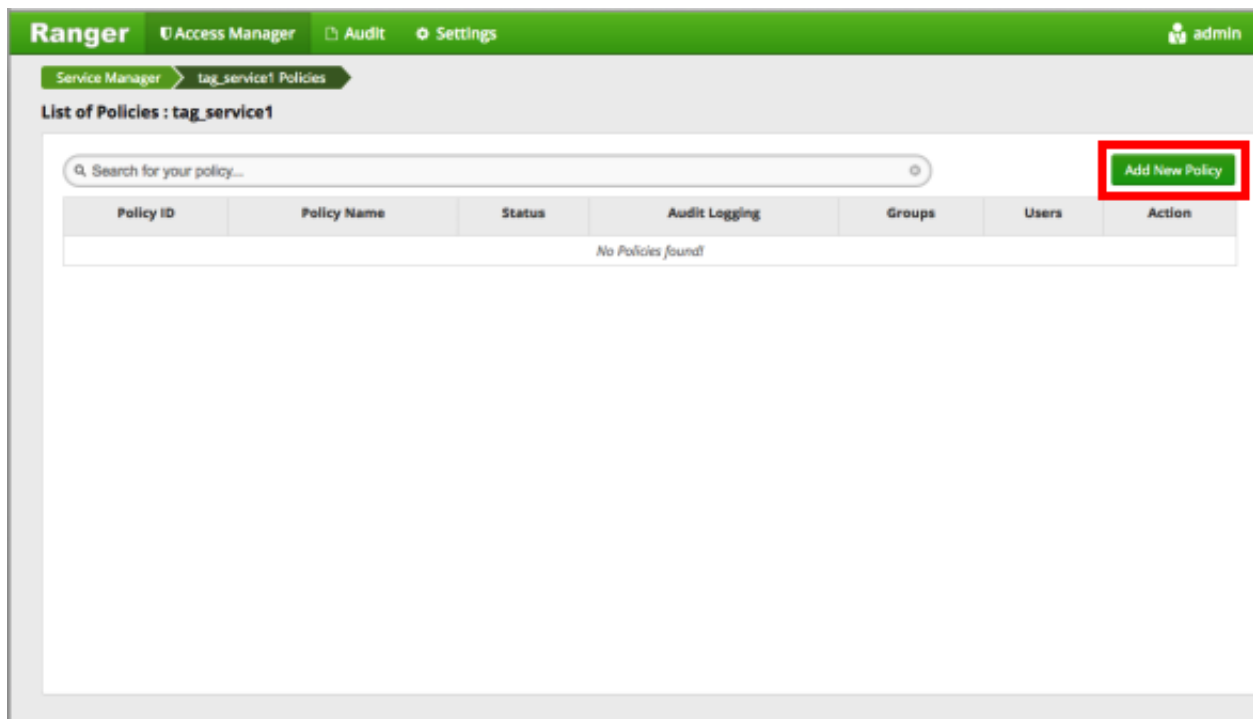 Ranger Access Manager Audit Settings admin
Service Manager tag_service1 Policies
List of Policies : tag_service1
Search for your policy...
Add New Policy
Policy ID Policy Name Status Audit Logging Groups Users Action
No Policies found!